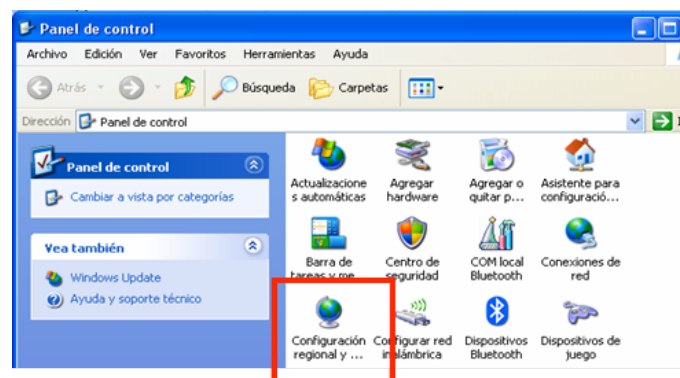 Panel de control
Archivo Edición Ver Favoritos Herramientas Ayuda
Atrás Búsqueda Carpetas
Dirección Panel de control
Panel de control
Cambiar a vista por categorías
Vea también
Windows Update
Ayuda y soporte técnico
Actualizacione Agregar Agregar o Asistente para
s automáticas hardware quitar p... configuració...
Barra de Centro de COM local Conexiones de
tareas y me... seguridad Bluetooth red
Configuración Configurar red Dispositivos Dispositivos de
regional y ... inalámbrica Bluetooth juego